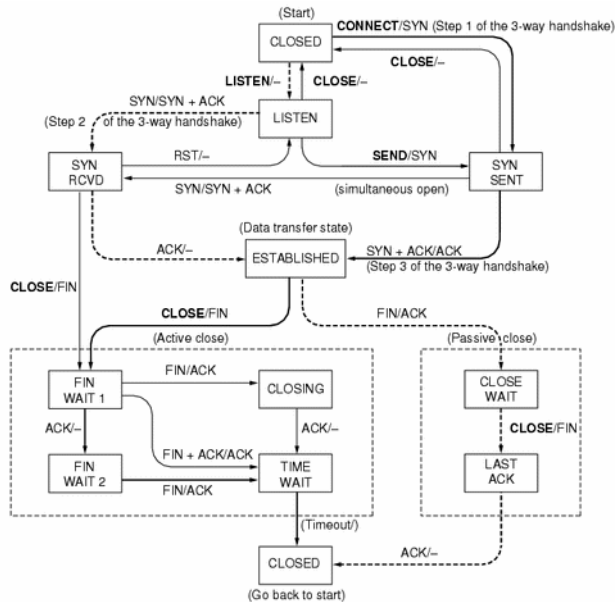 (Start)
CONNECT/SYN (Step 1 of the 3-way handshake)
CLOSED
CLOSE/–
LISTEN/–
CLOSE/–
SYN/SYN + ACK
LISTEN
(Step 2
of the 3-way handshake)
SYN
RCVD
RST/–
SEND/SYN
SYN
SENT
SYN/SYN + ACK
(simultaneous open)
(Data transfer state)
ACK/–
ESTABLISHED
SYN + ACK/ACK
(Step 3 of the 3-way handshake)
CLOSE/FIN
CLOSE/FIN
FIN/ACK
(Active close)
(Passive close)
FIN
WAIT 1
FIN/ACK
CLOSING
CLOSE
WAIT
ACK/–
ACK/–
CLOSE/FIN
FIN + ACK/ACK
FIN
WAIT 2
FIN/ACK
TIME
WAIT
LAST
ACK
(Timeout/)
CLOSED
ACK/–
(Go back to start)